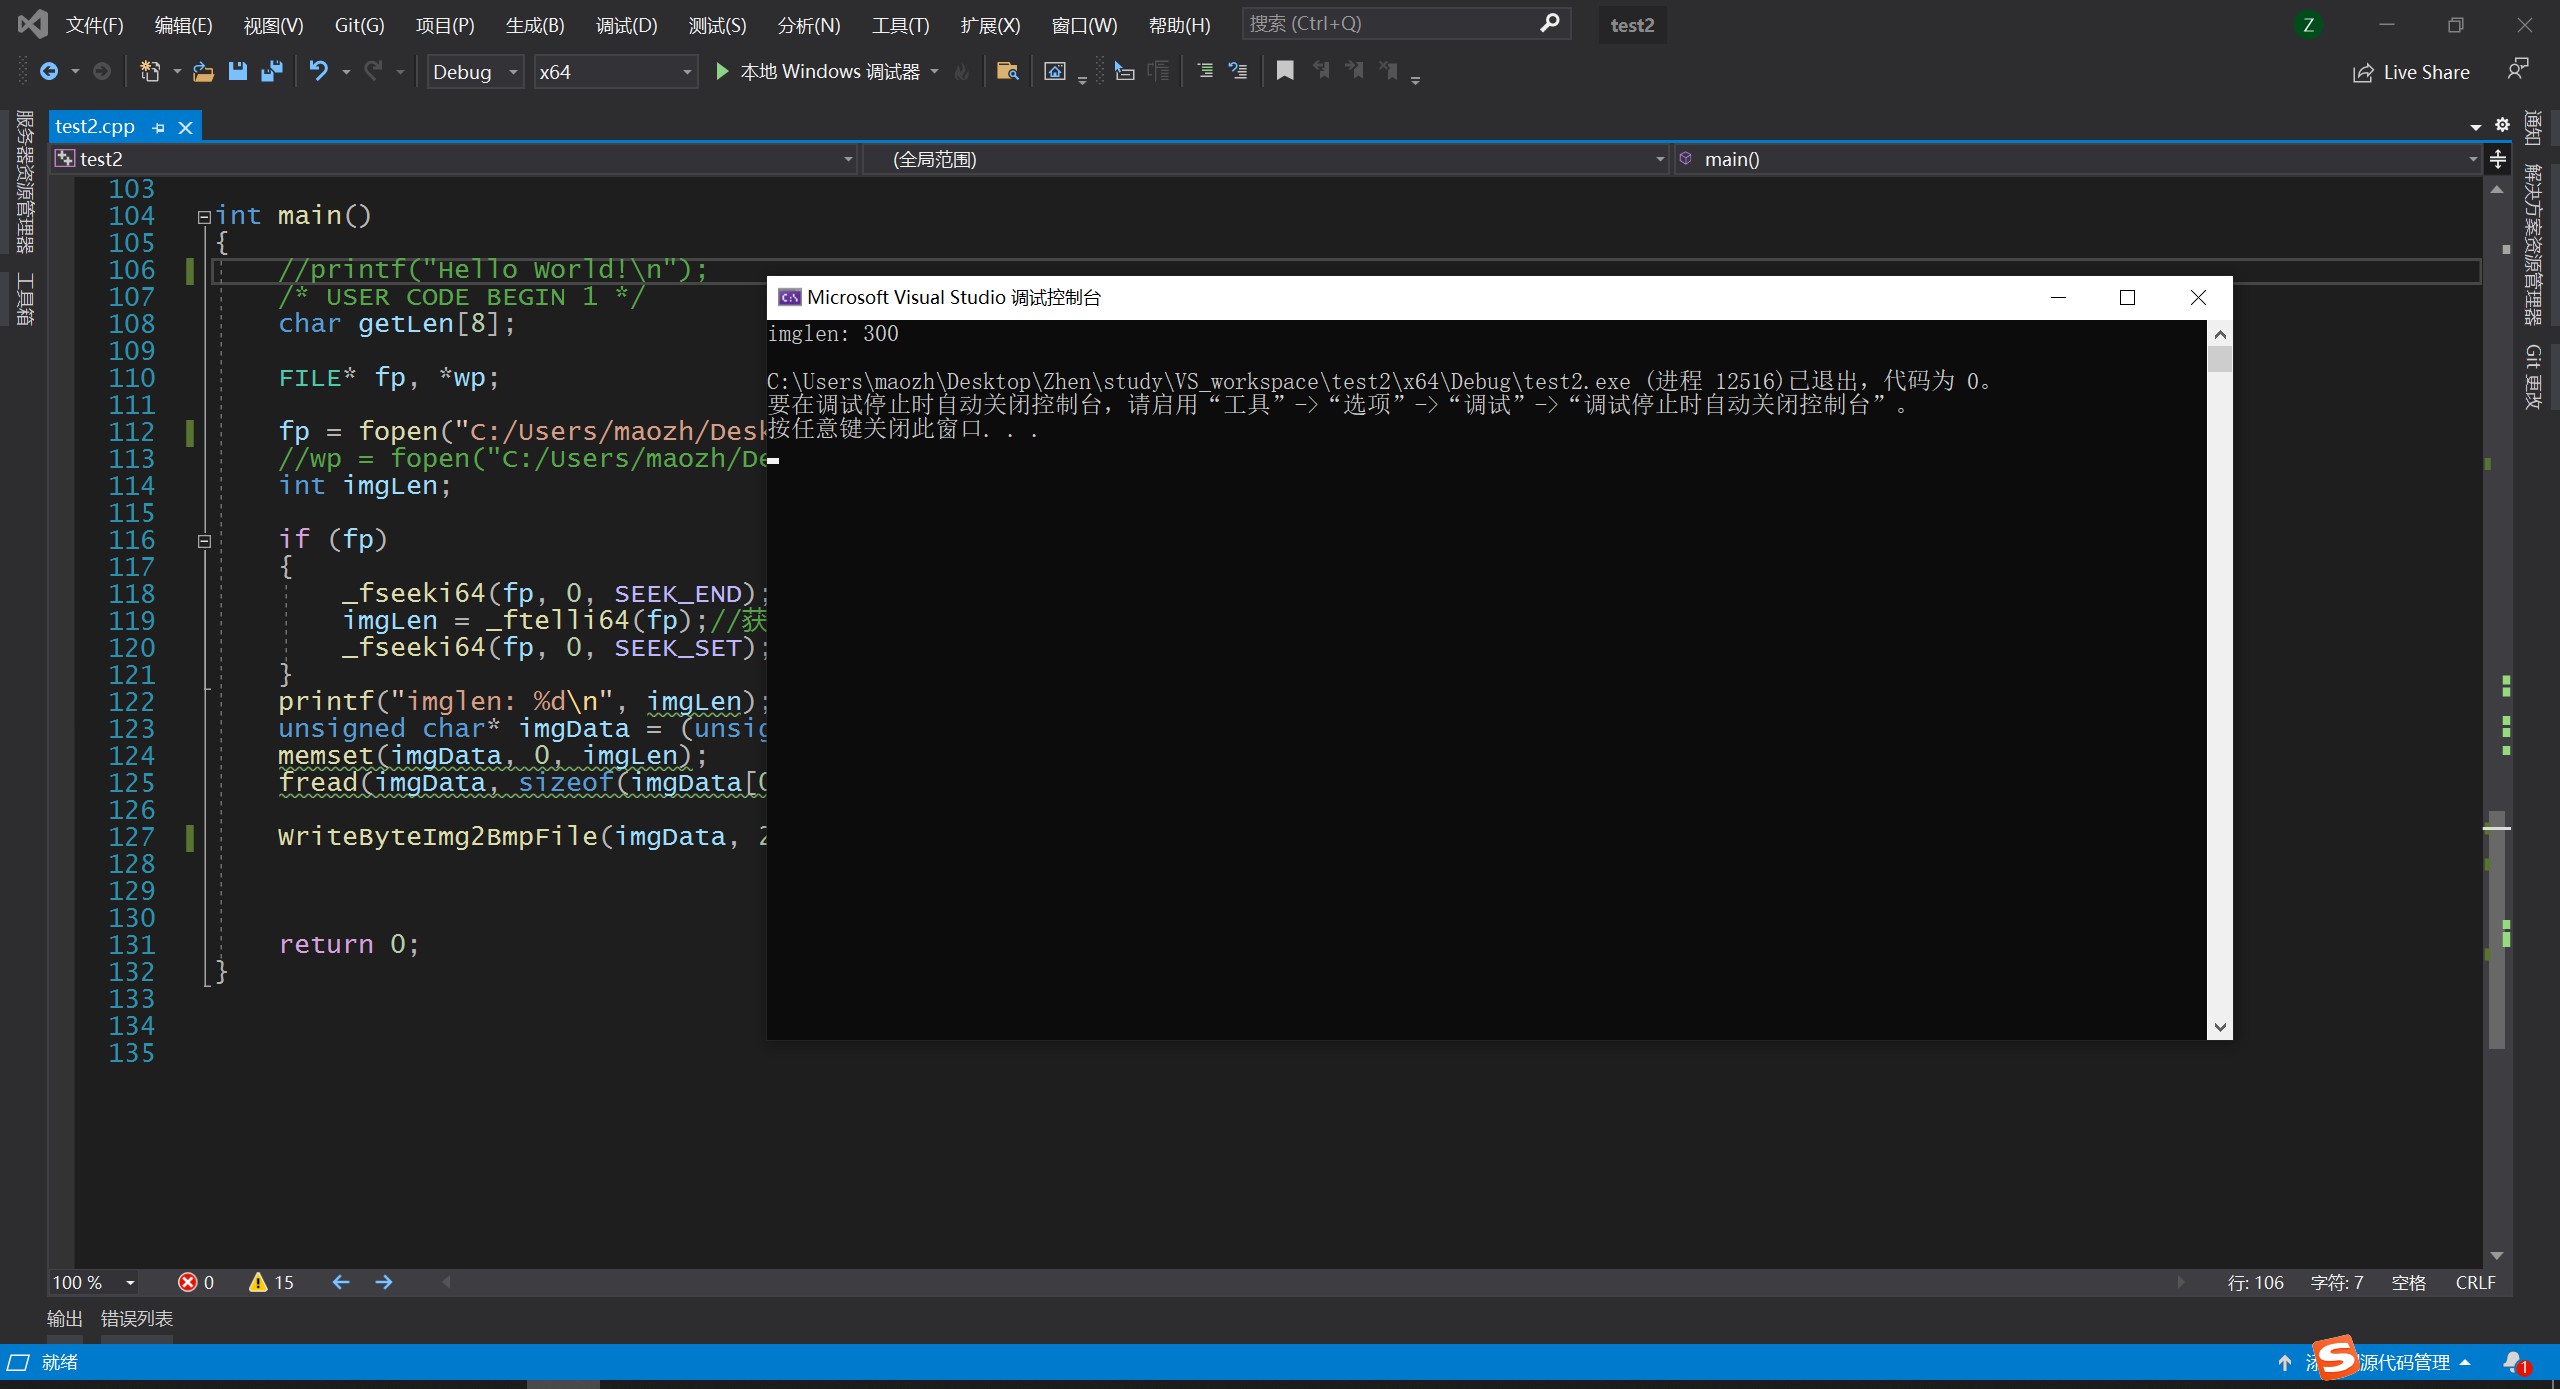 文件(F) 编辑(E) 视图(V) Git(G) 项目(P) 生成(B) 调试(D) 测试(S) 分析(N) 工具(T) 扩展(X) 窗口(W) 帮助(H) 搜索 (Ctrl+Q) test2 Z
Debug x64 本地 Windows 调试器 Live Share
服务器资源管理器
工具箱
test2.cpp
test2 (全局范围) main()
103
104 int main()
105 {
106 //printf("Hello World!\n");
107 /* USER CODE BEGIN 1 */
108 char getLen[8];
109
110 FILE* fp, *wp;
111
112 fp = fopen("C:/Users/maozh/Desk
113 //wp = fopen("C:/Users/maozh/De
114 int imgLen;
115
116 if (fp)
117 {
118 _fseeki64(fp, 0, SEEK_END);
119 imgLen = _ftelli64(fp);//获
120 _fseeki64(fp, 0, SEEK_SET);
121 }
122 printf("imglen: %d\n", imgLen);
123 unsigned char* imgData = (unsig
124 memset(imgData, 0, imgLen);
125 fread(imgData, sizeof(imgData[0
126
127 WriteByteImg2BmpFile(imgData, 2
128
129
130
131 return 0;
132 }
133
134
135
Microsoft Visual Studio 调试控制台
imglen: 300
C:\Users\maozh\Desktop\Zhen\study\VS_workspace\test2\x64\Debug\test2.exe (进程 12516)已退出，代码为 0。
要在调试停止时自动关闭控制台，请启用“工具”->“选项”->“调试”->“调试停止时自动关闭控制台”。
按任意键关闭此窗口. . .
通知
解决方案资源管理器
Git 更改
100 % 0 15 行: 106 字符: 7 空格 CRLF
输出 错误列表
就绪 源代码管理 1